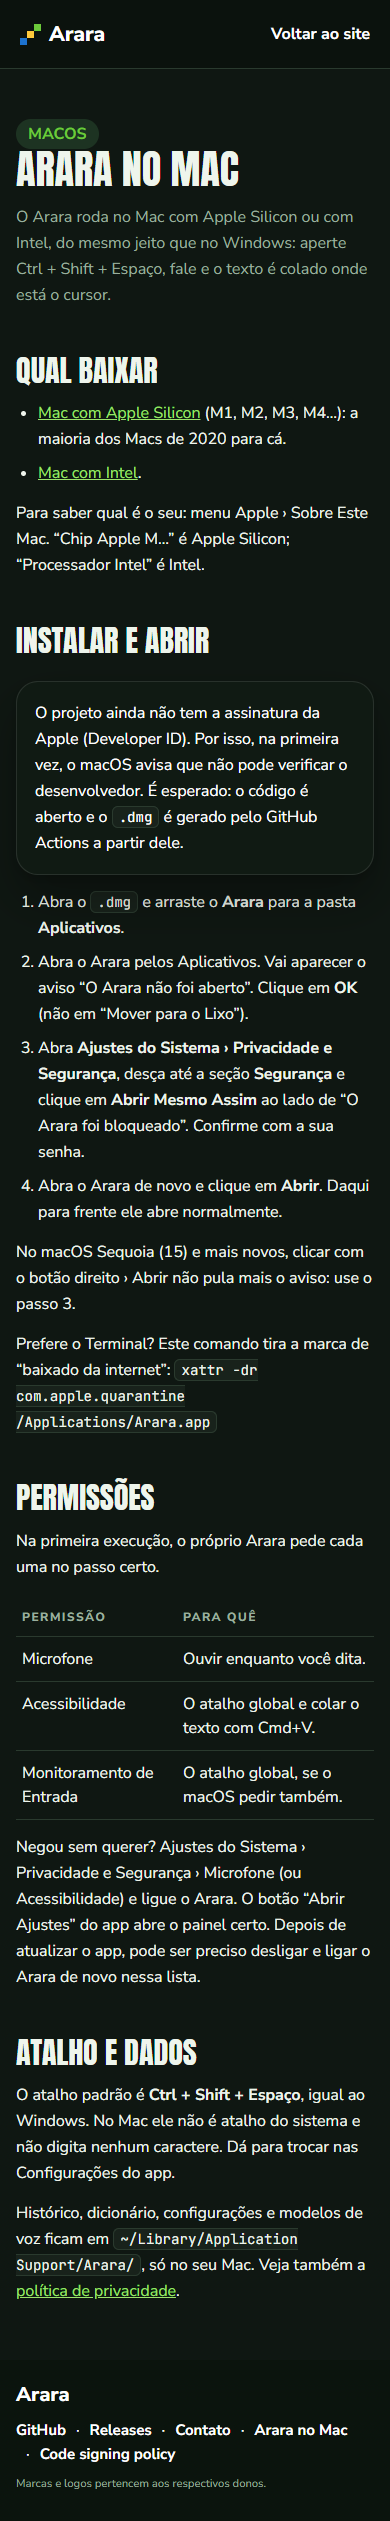 Arara
Voltar ao site
MACOS
ARARA NO MAC
O Arara roda no Mac com Apple Silicon ou com
Intel, do mesmo jeito que no Windows: aperte
Ctrl + Shift + Espaço, fale e o texto é colado onde
está o cursor.
QUAL BAIXAR
• Mac com Apple Silicon (M1, M2, M3, M4…): a
maioria dos Macs de 2020 para cá.
• Mac com Intel.
Para saber qual é o seu: menu Apple › Sobre Este
Mac. “Chip Apple M…” é Apple Silicon;
“Processador Intel” é Intel.
INSTALAR E ABRIR
O projeto ainda não tem a assinatura da
Apple (Developer ID). Por isso, na primeira
vez, o macOS avisa que não pode verificar o
desenvolvedor. É esperado: o código é
aberto e o .dmg é gerado pelo GitHub
Actions a partir dele.
1. Abra o .dmg e arraste o Arara para a pasta
Aplicativos.
2. Abra o Arara pelos Aplicativos. Vai aparecer o
aviso “O Arara não foi aberto”. Clique em OK
(não em “Mover para o Lixo”).
3. Abra Ajustes do Sistema › Privacidade e
Segurança, desça até a seção Segurança e
clique em Abrir Mesmo Assim ao lado de “O
Arara foi bloqueado”. Confirme com a sua
senha.
4. Abra o Arara de novo e clique em Abrir. Daqui
para frente ele abre normalmente.
No macOS Sequoia (15) e mais novos, clicar com
o botão direito › Abrir não pula mais o aviso: use o
passo 3.
Prefere o Terminal? Este comando tira a marca de
“baixado da internet”: xattr -dr
com.apple.quarantine
/Applications/Arara.app
PERMISSÕES
Na primeira execução, o próprio Arara pede cada
uma no passo certo.
PERMISSÃO PARA QUÊ
Microfone Ouvir enquanto você dita.
Acessibilidade O atalho global e colar o
texto com Cmd+V.
Monitoramento de O atalho global, se o
Entrada macOS pedir também.
Negou sem querer? Ajustes do Sistema ›
Privacidade e Segurança › Microfone (ou
Acessibilidade) e ligue o Arara. O botão “Abrir
Ajustes” do app abre o painel certo. Depois de
atualizar o app, pode ser preciso desligar e ligar o
Arara de novo nessa lista.
ATALHO E DADOS
O atalho padrão é Ctrl + Shift + Espaço, igual ao
Windows. No Mac ele não é atalho do sistema e
não digita nenhum caractere. Dá para trocar nas
Configurações do app.
Histórico, dicionário, configurações e modelos de
voz ficam em ~/Library/Application
Support/Arara/, só no seu Mac. Veja também a
política de privacidade.
Arara
GitHub · Releases · Contato · Arara no Mac
· Code signing policy
Marcas e logos pertencem aos respectivos donos.